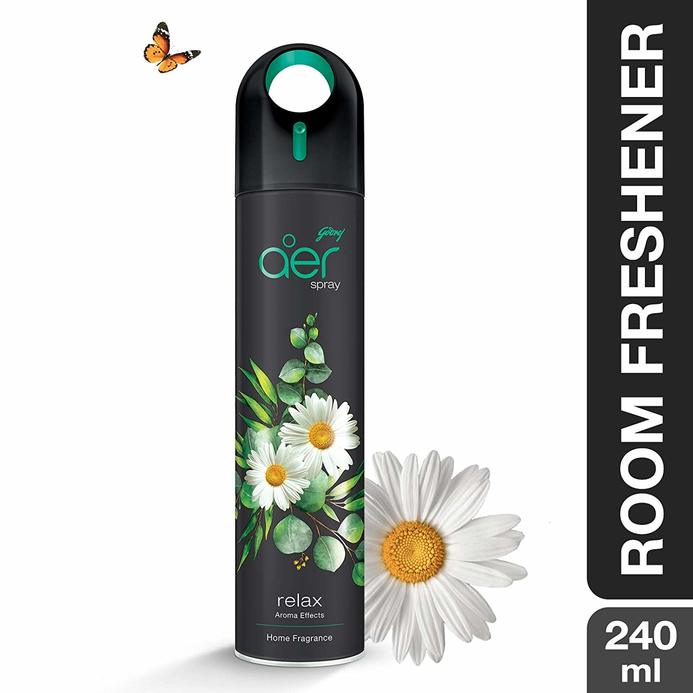 Godrej
aer
spray
relax
Aroma Effects
Home Fragrance
ROOM FRESHENER
240
ml